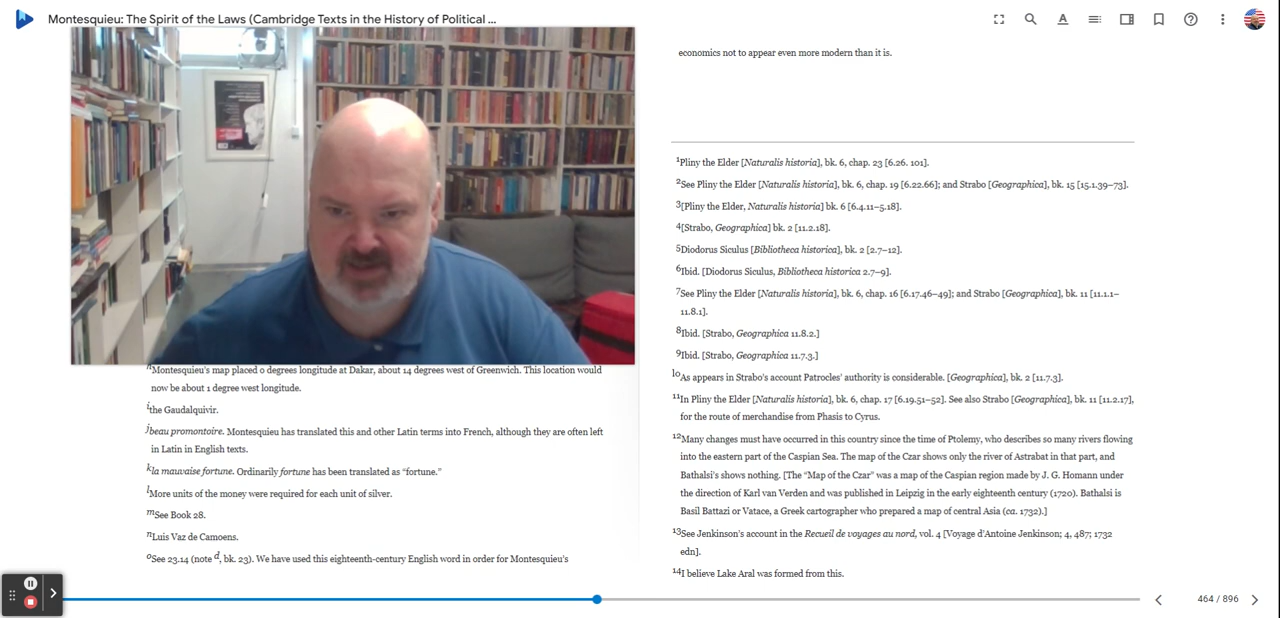 Montesquieu: The Spirit of the Laws (Cambridge Texts in the History of Political ...
hMontesquieu's map placed 0 degrees longitude at Dakar, about 14 degrees west of Greenwich. This location would
now be about 1 degree west longitude.
ithe Gaudalquivir.
jbeau promontoire. Montesquieu has translated this and other Latin terms into French, although they are often left
in Latin in English texts.
kla mauvaise fortune. Ordinarily fortune has been translated as “fortune.”
lMore units of the money were required for each unit of silver.
mSee Book 28.
nLuis Vaz de Camoens.
oSee 23.14 (note d, bk. 23). We have used this eighteenth-century English word in order for Montesquieu's
economics not to appear even more modern than it is.
1Pliny the Elder [Naturalis historia], bk. 6, chap. 23 [6.26. 101].
2See Pliny the Elder [Naturalis historia], bk. 6, chap. 19 [6.22.66]; and Strabo [Geographica], bk. 15 [15.1.39–73].
3[Pliny the Elder, Naturalis historia] bk. 6 [6.4.11–5.18].
4[Strabo, Geographica] bk. 2 [11.2.18].
5Diodorus Siculus [Bibliotheca historica], bk. 2 [2.7–12].
6Ibid. [Diodorus Siculus, Bibliotheca historica 2.7–9].
7See Pliny the Elder [Naturalis historia], bk. 6, chap. 16 [6.17.46–49]; and Strabo [Geographica], bk. 11 [11.1.1–
11.8.1].
8Ibid. [Strabo, Geographica 11.8.2.]
9Ibid. [Strabo, Geographica 11.7.3.]
10As appears in Strabo's account Patrocles' authority is considerable. [Geographica], bk. 2 [11.7.3].
11In Pliny the Elder [Naturalis historia], bk. 6, chap. 17 [6.19.51–52]. See also Strabo [Geographica], bk. 11 [11.2.17],
for the route of merchandise from Phasis to Cyrus.
12Many changes must have occurred in this country since the time of Ptolemy, who describes so many rivers flowing
into the eastern part of the Caspian Sea. The map of the Czar shows only the river of Astrabat in that part, and
Bathalsi's shows nothing. [The “Map of the Czar” was a map of the Caspian region made by J. G. Homann under
the direction of Karl van Verden and was published in Leipzig in the early eighteenth century (1720). Bathalsi is
Basil Battazi or Vatace, a Greek cartographer who prepared a map of central Asia (ca. 1732).]
13See Jenkinson's account in the Recueil de voyages au nord, vol. 4 [Voyage d'Antoine Jenkinson; 4, 487; 1732
edn].
14I believe Lake Aral was formed from this.
464 / 896